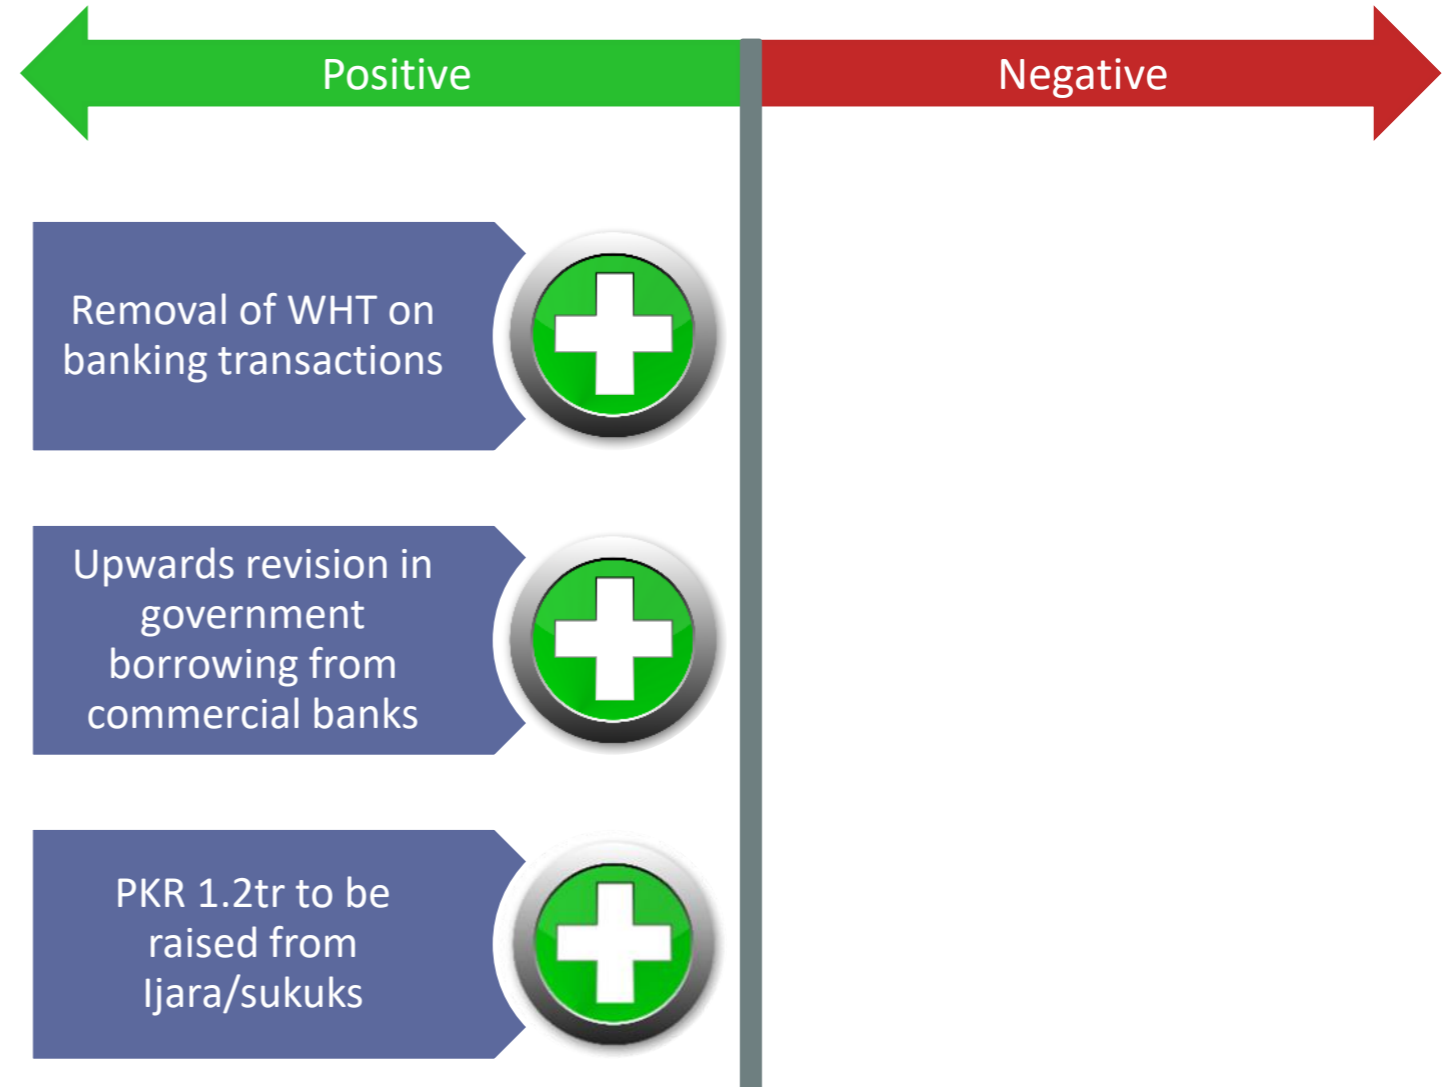 Positive
Negative
Removal of WHT on
banking transactions
Upwards revision in
government
borrowing from
commercial banks
PKR 1.2tr to be
raised from
Ijara/sukuks